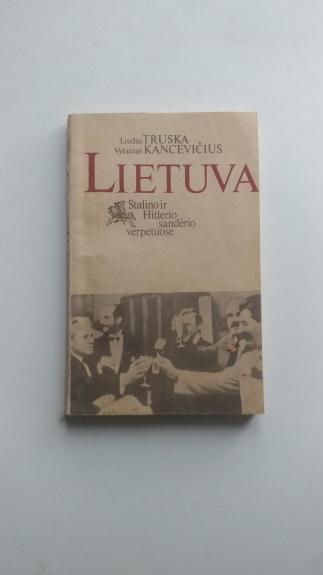 Liudas TRUSKA
Vytautas KANCEVIČIUS
LIETUVA
Stalino ir
Hitlerio
sandėrio
verpetuose